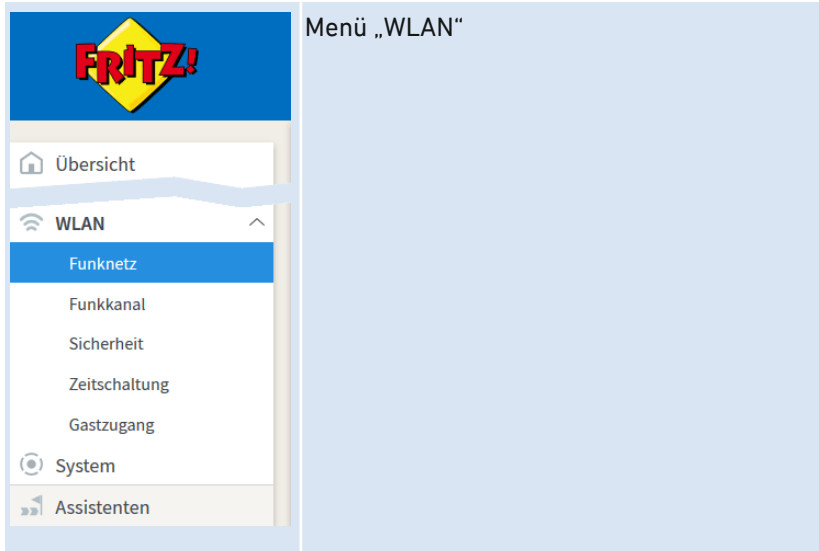 FRITZ!
Menü „WLAN“
Übersicht
WLAN
Funknetz
Funkkanal
Sicherheit
Zeitschaltung
Gastzugang
System
Assistenten